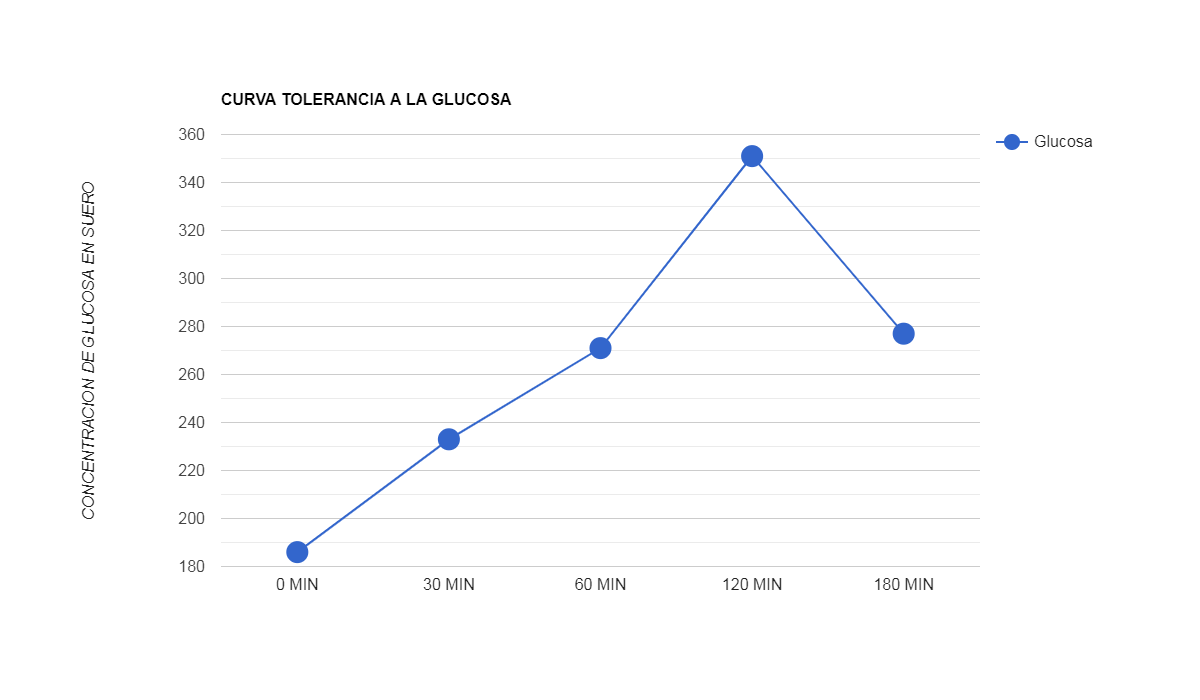 CURVA TOLERANCIA A LA GLUCOSA
360
340
320
300
280
260
240
220
200
180
CONCENTRACION DE GLUCOSA EN SUERO
0 MIN
30 MIN
60 MIN
120 MIN
180 MIN
Glucosa